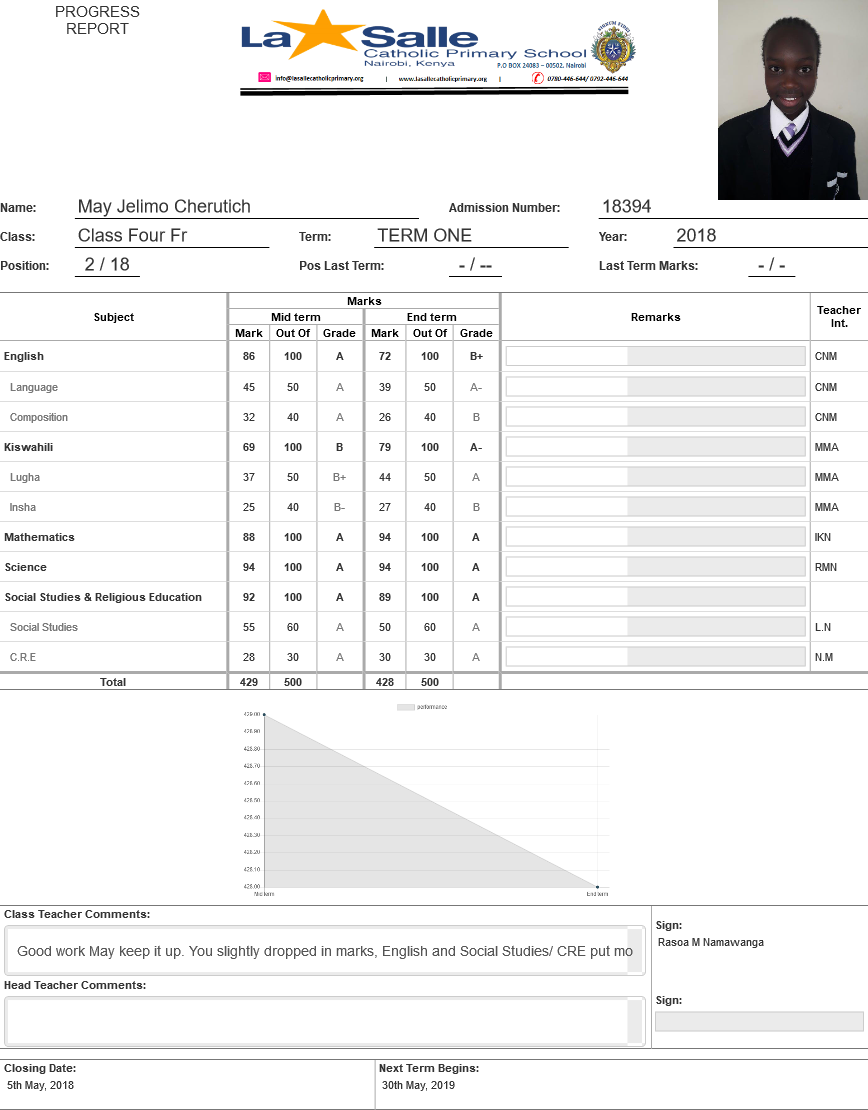 PROGRESS
REPORT
La Salle
Catholic Primary School
Nairobi, Kenya
P.O BOX 24083 – 00502, Nairobi
info@lasallecatholicprimary.org | www.lasallecatholicprimary.org | 0780-446-644/ 0792-446-644
Name: May Jelimo Cherutich Admission Number: 18394
Class: Class Four Fr Term: TERM ONE Year: 2018
Position: 2 / 18 Pos Last Term: - / -- Last Term Marks: - / -
Subject Marks Remarks Teacher Int.
Mid term End term
Mark Out Of Grade Mark Out Of Grade
English 86 100 A 72 100 B+ CNM
Language 45 50 A 39 50 A- CNM
Composition 32 40 A 26 40 B CNM
Kiswahili 69 100 B 79 100 A- MMA
Lugha 37 50 B+ 44 50 A MMA
Insha 25 40 B- 27 40 B MMA
Mathematics 88 100 A 94 100 A IKN
Science 94 100 A 94 100 A RMN
Social Studies & Religious Education 92 100 A 89 100 A
Social Studies 55 60 A 50 60 A L.N
C.R.E 28 30 A 30 30 A N.M
Total 429 500 428 500
performance
429.00
428.90
428.80
428.70
428.60
428.50
428.40
428.30
428.20
428.10
428.00
Mid term End term
Class Teacher Comments:
Good work May keep it up. You slightly dropped in marks, English and Social Studies/ CRE put mo
Sign:
Rasoa M Namawanga
Head Teacher Comments:
Sign:
Closing Date: Next Term Begins:
5th May, 2018 30th May, 2019